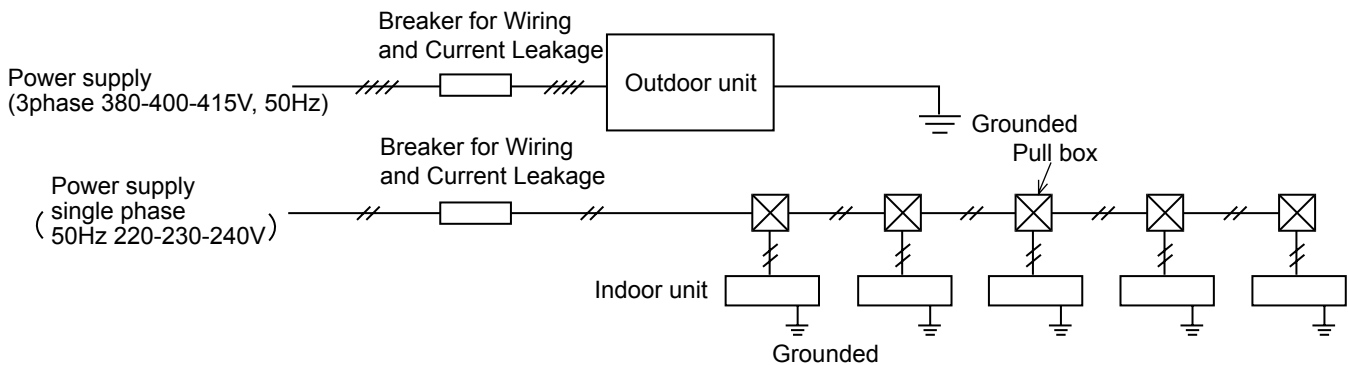 Breaker for Wiring
and Current Leakage
Power supply
(3phase 380-400-415V, 50Hz)
Outdoor unit
Grounded
Pull box
Breaker for Wiring
and Current Leakage
Power supply
single phase
(50Hz 220-230-240V)
Indoor unit
Grounded